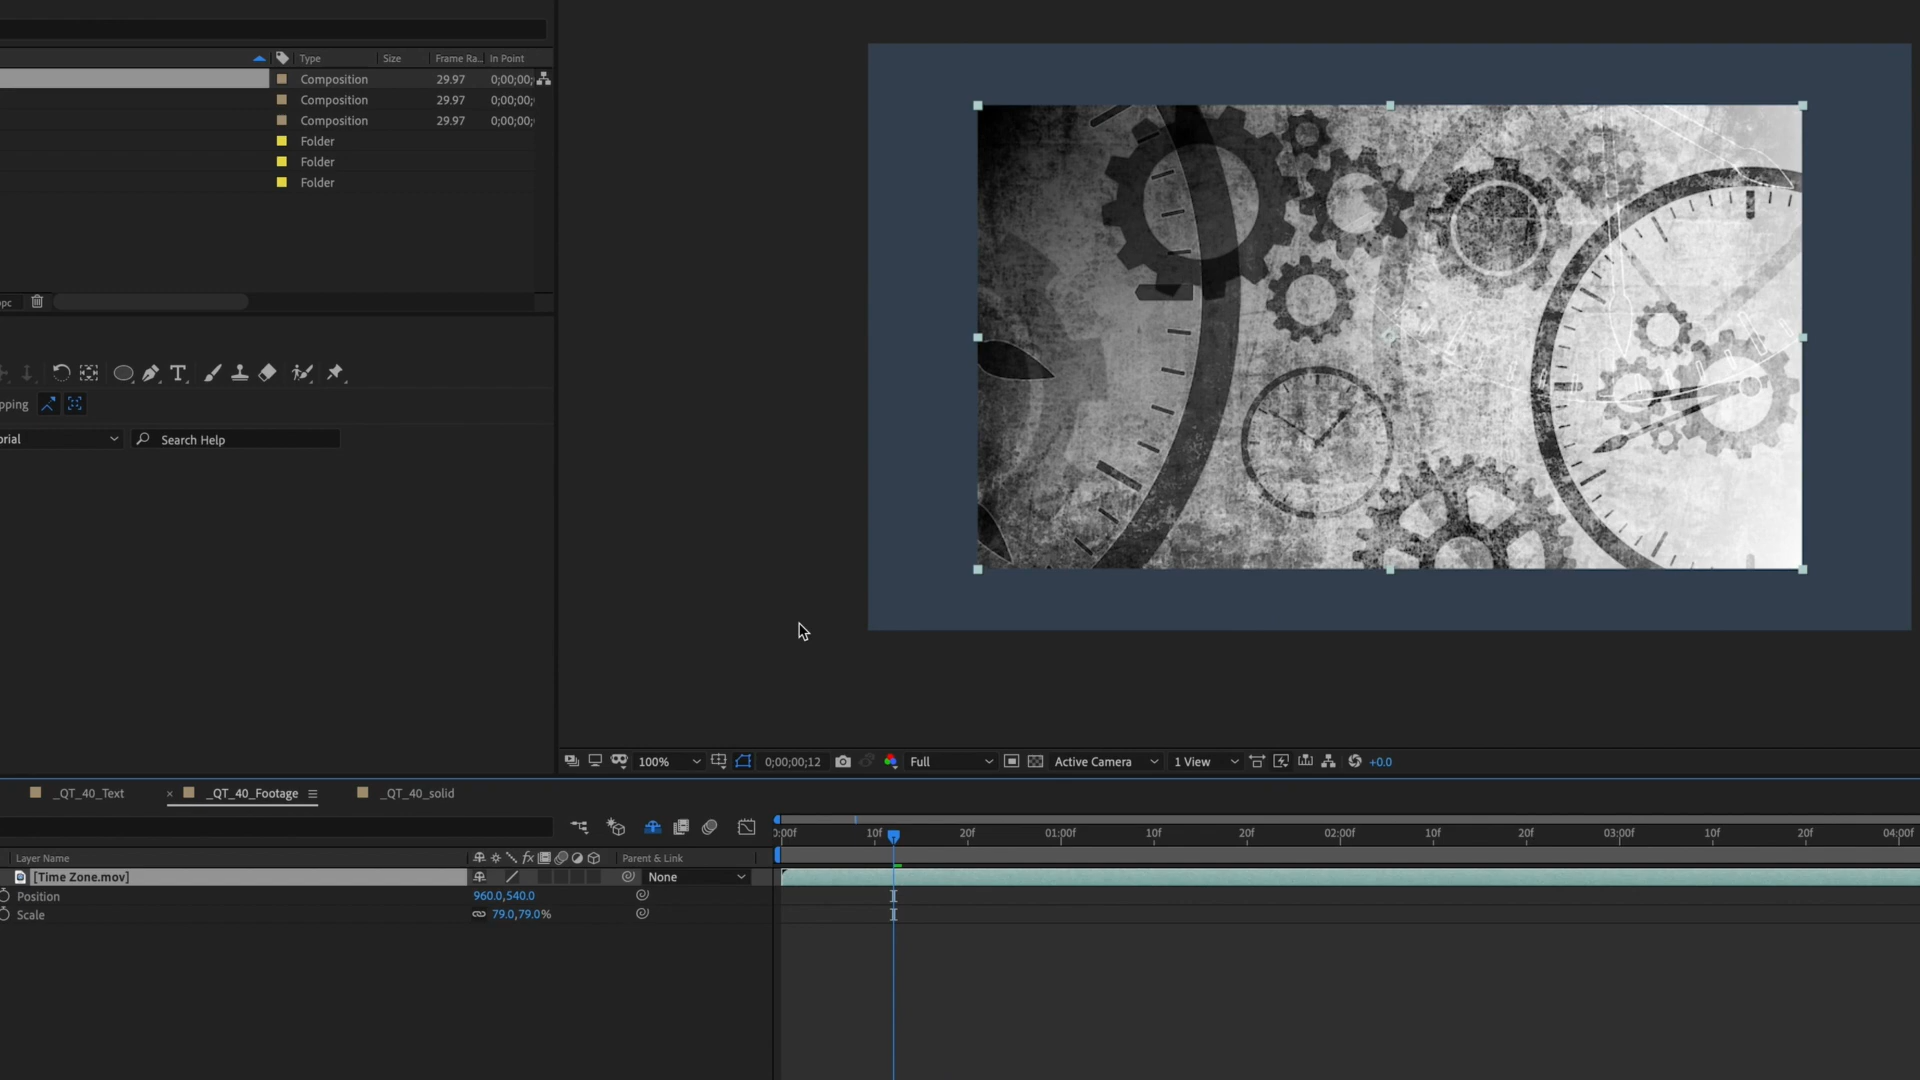 Type Size Frame Ra... In Point
Composition 29.97 0;00;00;
Composition 29.97 0;00;00;
Composition 29.97 0;00;00;
Folder
Folder
Folder
pc
pping
orial Search Help
100% 0;00;00;12 Full Active Camera 1 View +0.0
_QT_40_Text × _QT_40_Footage _QT_40_solid
0:00f 10f 20f 01:00f 10f 20f 02:00f 10f 20f 03:00f 10f 20f 04:00f
Layer Name fx Parent & Link
[Time Zone.mov] None
Position 960.0,540.0
Scale 79.0,79.0%